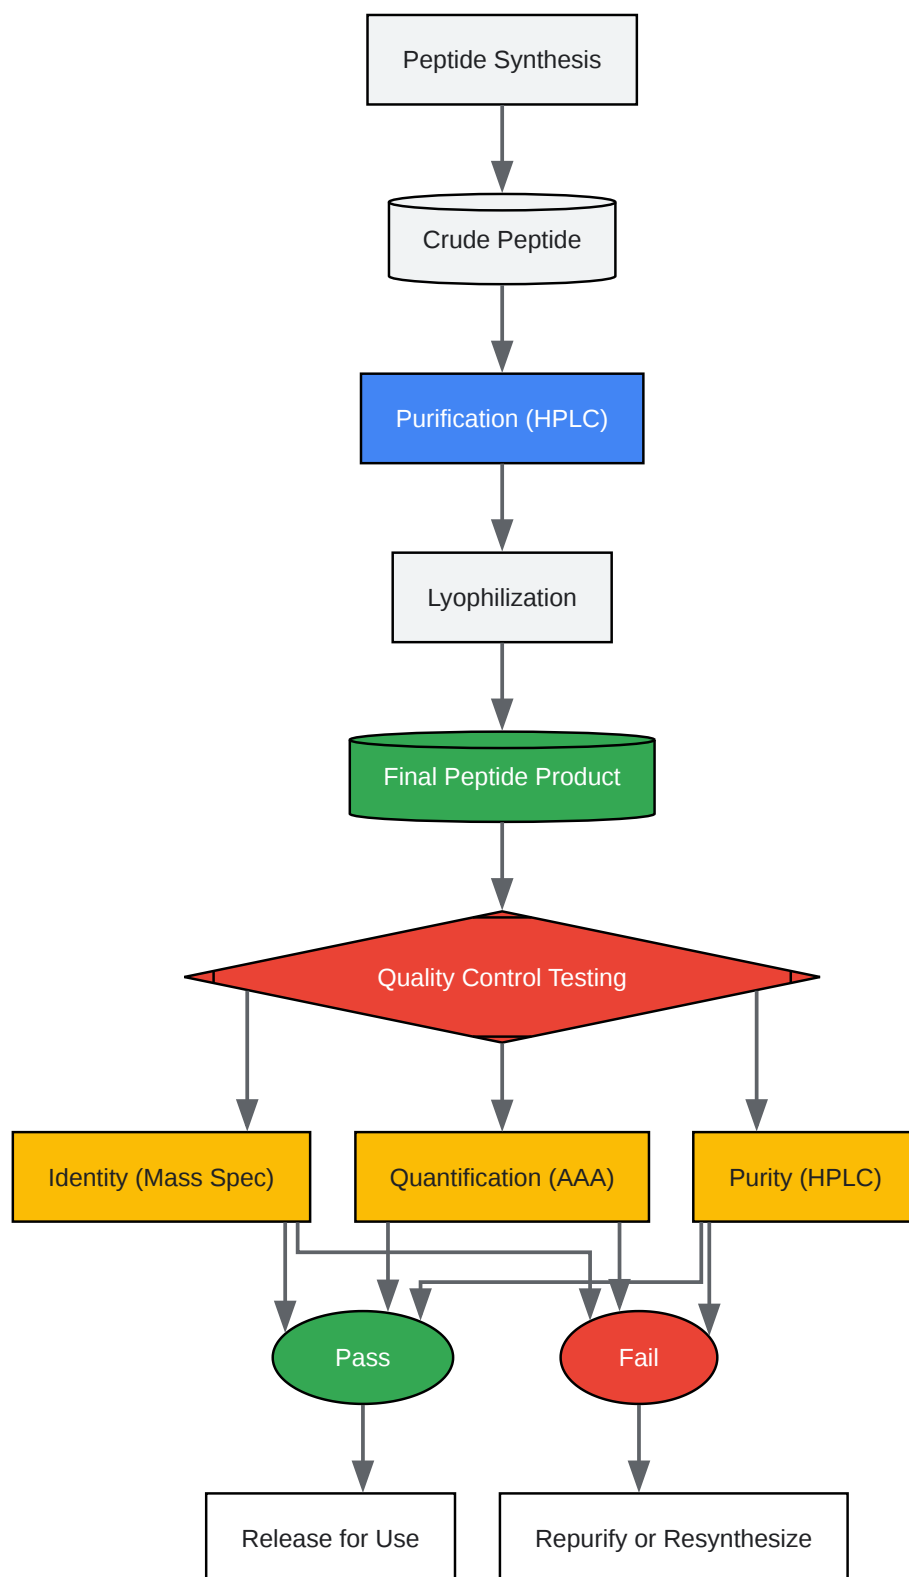 Peptide Synthesis
Crude Peptide
Purification (HPLC)
Lyophilization
Final Peptide Product
Quality Control Testing
Identity (Mass Spec)
Quantification (AAA)
Purity (HPLC)
Pass
Fail
Release for Use
Repurify or Resynthesize